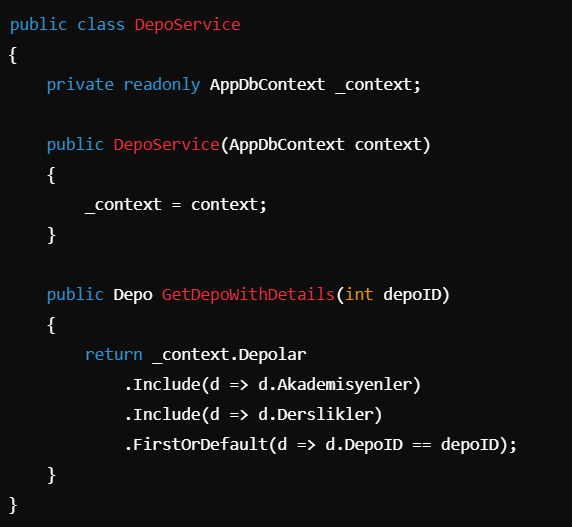 public class DepoService
{
    private readonly AppDbContext _context;

    public DepoService(AppDbContext context)
    {
        _context = context;
    }

    public Depo GetDepoWithDetails(int depoID)
    {
        return _context.Depolar
            .Include(d => d.Akademisyenler)
            .Include(d => d.Derslikler)
            .FirstOrDefault(d => d.DepoID == depoID);
    }
}